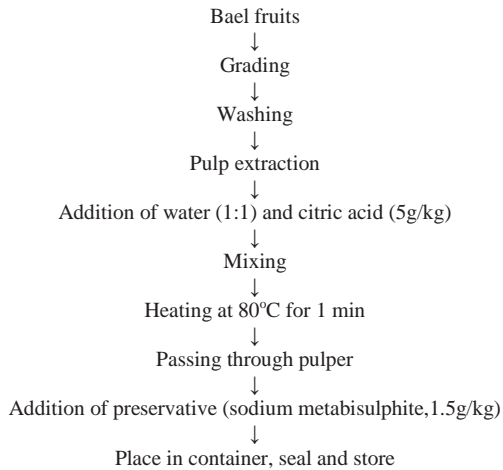 Bael fruits
↓
Grading
↓
Washing
↓
Pulp extraction
↓
Addition of water (1:1) and citric acid (5g/kg)
↓
Mixing
↓
Heating at 80°C for 1 min
↓
Passing through pulper
↓
Addition of preservative (sodium metabisulphite,1.5g/kg)
↓
Place in container, seal and store